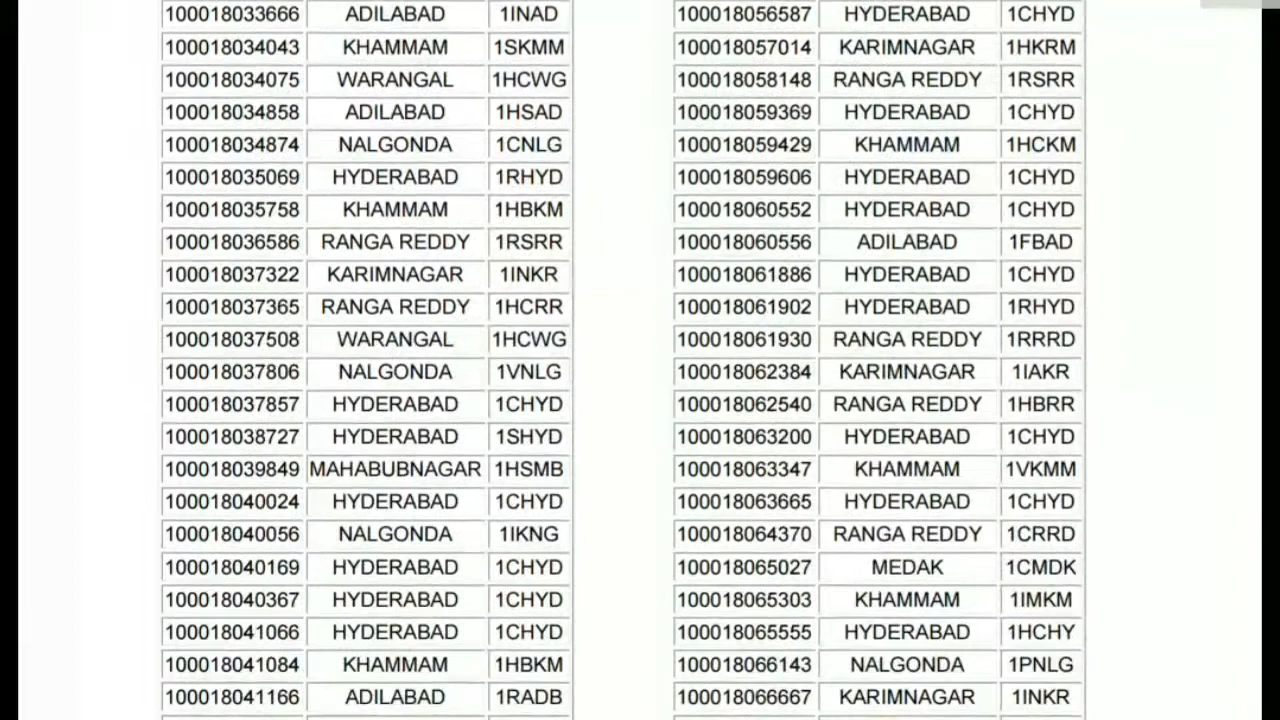 100018033666 ADILABAD 1INAD
100018034043 KHAMMAM 1SKMM
100018034075 WARANGAL 1HCWG
100018034858 ADILABAD 1HSAD
100018034874 NALGONDA 1CNLG
100018035069 HYDERABAD 1RHYD
100018035758 KHAMMAM 1HBKM
100018036586 RANGA REDDY 1RSRR
100018037322 KARIMNAGAR 1INKR
100018037365 RANGA REDDY 1HCRR
100018037508 WARANGAL 1HCWG
100018037806 NALGONDA 1VNLG
100018037857 HYDERABAD 1CHYD
100018038727 HYDERABAD 1SHYD
100018039849 MAHABUBNAGAR 1HSMB
100018040024 HYDERABAD 1CHYD
100018040056 NALGONDA 1IKNG
100018040169 HYDERABAD 1CHYD
100018040367 HYDERABAD 1CHYD
100018041066 HYDERABAD 1CHYD
100018041084 KHAMMAM 1HBKM
100018041166 ADILABAD 1RADB
100018056587 HYDERABAD 1CHYD
100018057014 KARIMNAGAR 1HKRM
100018058148 RANGA REDDY 1RSRR
100018059369 HYDERABAD 1CHYD
100018059429 KHAMMAM 1HCKM
100018059606 HYDERABAD 1CHYD
100018060552 HYDERABAD 1CHYD
100018060556 ADILABAD 1FBAD
100018061886 HYDERABAD 1CHYD
100018061902 HYDERABAD 1RHYD
100018061930 RANGA REDDY 1RRRD
100018062384 KARIMNAGAR 1IAKR
100018062540 RANGA REDDY 1HBRR
100018063200 HYDERABAD 1CHYD
100018063347 KHAMMAM 1VKMM
100018063665 HYDERABAD 1CHYD
100018064370 RANGA REDDY 1CRRD
100018065027 MEDAK 1CMDK
100018065303 KHAMMAM 1IMKM
100018065555 HYDERABAD 1HCHY
100018066143 NALGONDA 1PNLG
100018066667 KARIMNAGAR 1INKR